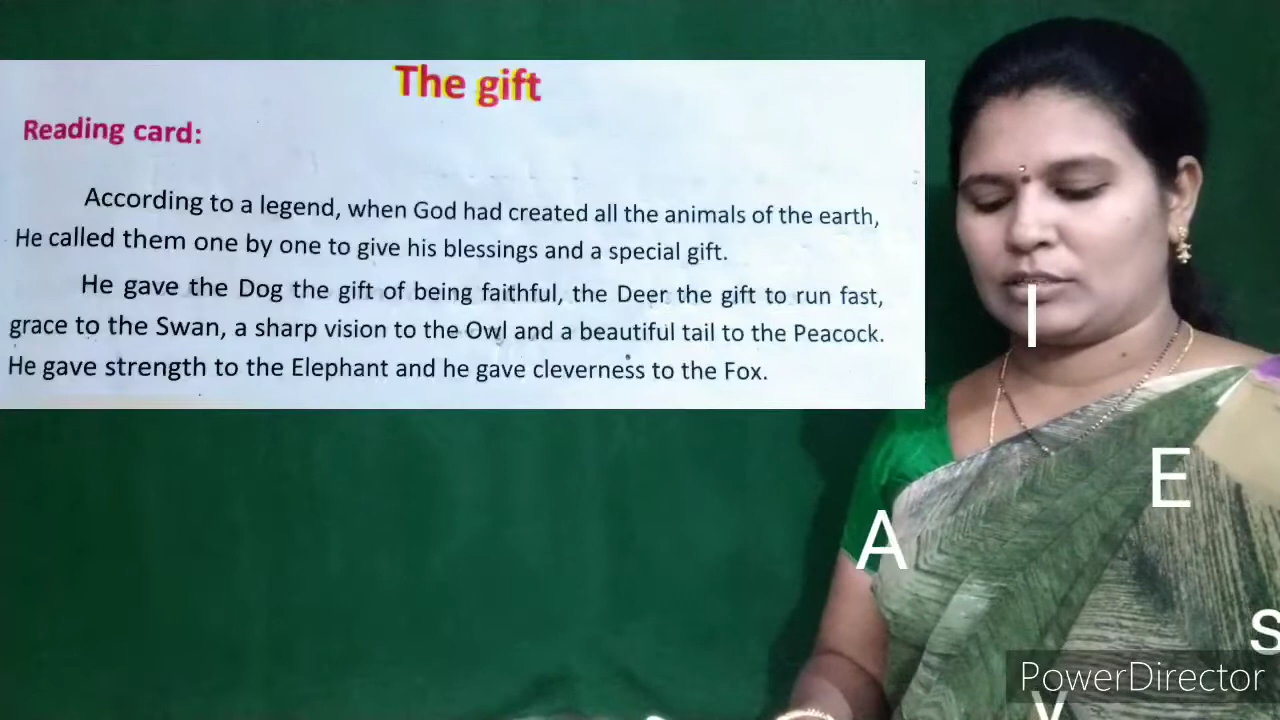 The gift
Reading card:
According to a legend, when God had created all the animals of the earth,
He called them one by one to give his blessings and a special gift.
He gave the Dog the gift of being faithful, the Deer the gift to run fast,
grace to the Swan, a sharp vision to the Owl and a beautiful tail to the Peacock.
He gave strength to the Elephant and he gave cleverness to the Fox.
I
E
A
S
PowerDirector
y